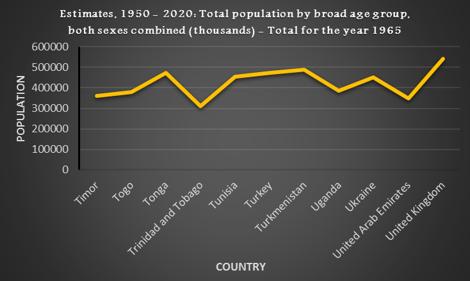 Estimates, 1950 - 2020: Total population by broad age group,
both sexes combined (thousands) - Total for the year 1965
600000
500000
400000
300000
200000
100000
0
POPULATION
Timor
Togo
Tonga
Trinidad and Tobago
Tunisia
Turkey
Turkmenistan
Uganda
Ukraine
United Arab Emirates
United Kingdom
COUNTRY